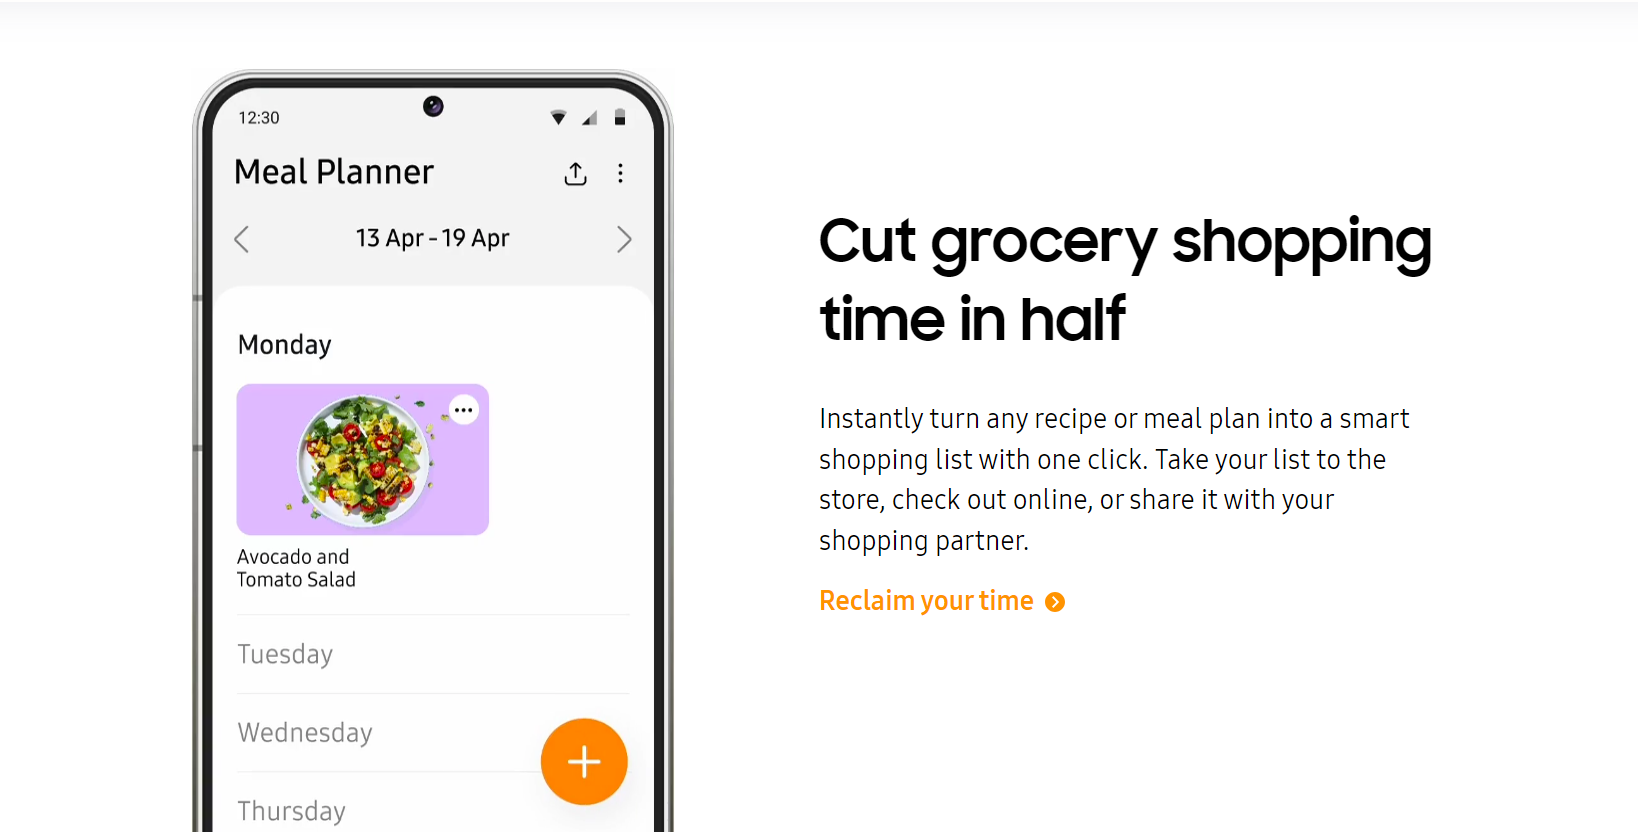 12:30
Meal Planner
13 Apr - 19 Apr
Monday
Avocado and
Tomato Salad
Tuesday
Wednesday
Thursday
Cut grocery shopping
time in half
Instantly turn any recipe or meal plan into a smart
shopping list with one click. Take your list to the
store, check out online, or share it with your
shopping partner.
Reclaim your time